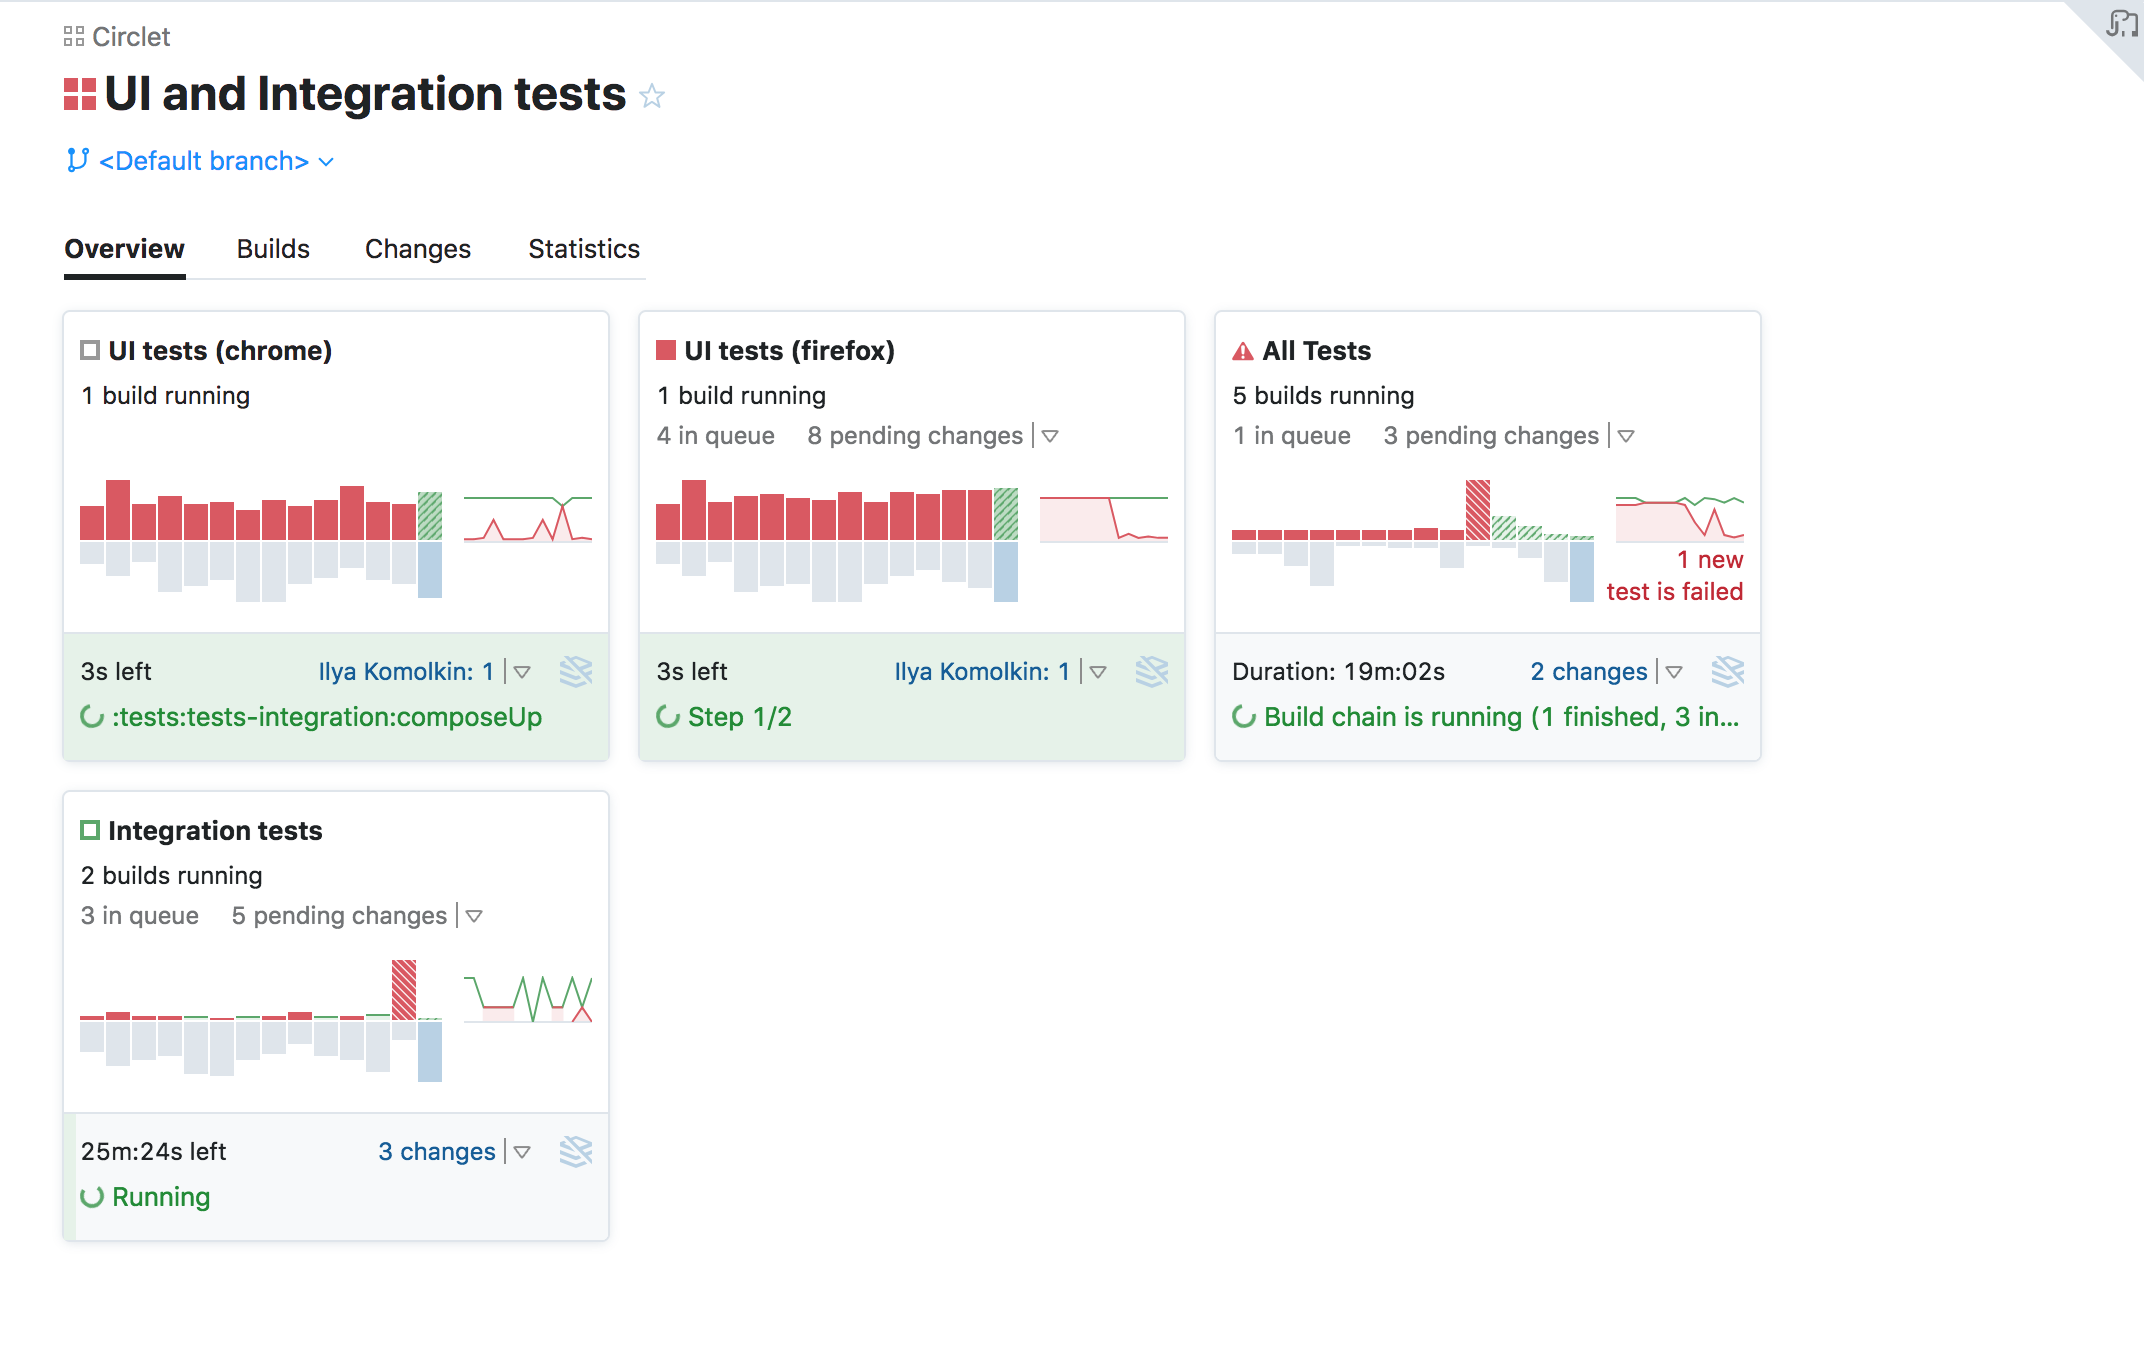 Circlet
UI and Integration tests
<Default branch>
Overview Builds Changes Statistics
UI tests (chrome)
1 build running
3s left Ilya Komolkin: 1
:tests:tests-integration:composeUp
UI tests (firefox)
1 build running
4 in queue 8 pending changes
3s left Ilya Komolkin: 1
Step 1/2
All Tests
5 builds running
1 in queue 3 pending changes
1 new
test is failed
Duration: 19m:02s 2 changes
Build chain is running (1 finished, 3 in...
Integration tests
2 builds running
3 in queue 5 pending changes
25m:24s left 3 changes
Running